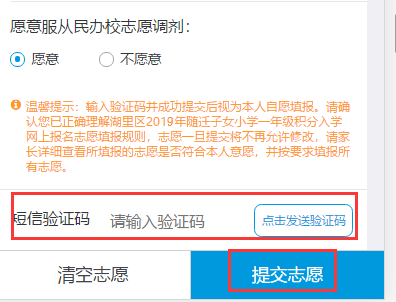 愿意服从民办校志愿调剂：
愿意 不愿意
温馨提示：输入验证码并成功提交后视为本人自愿填报。请确
认您已正确理解湖里区2019年随迁子女小学一年级积分入学
网上报名志愿填报规则，志愿一旦提交将不再允许修改，请家
长详细查看所填报的志愿是否符合本人意愿，并按要求填报所
有志愿。
短信验证码 请输入验证码 点击发送验证码
清空志愿 提交志愿